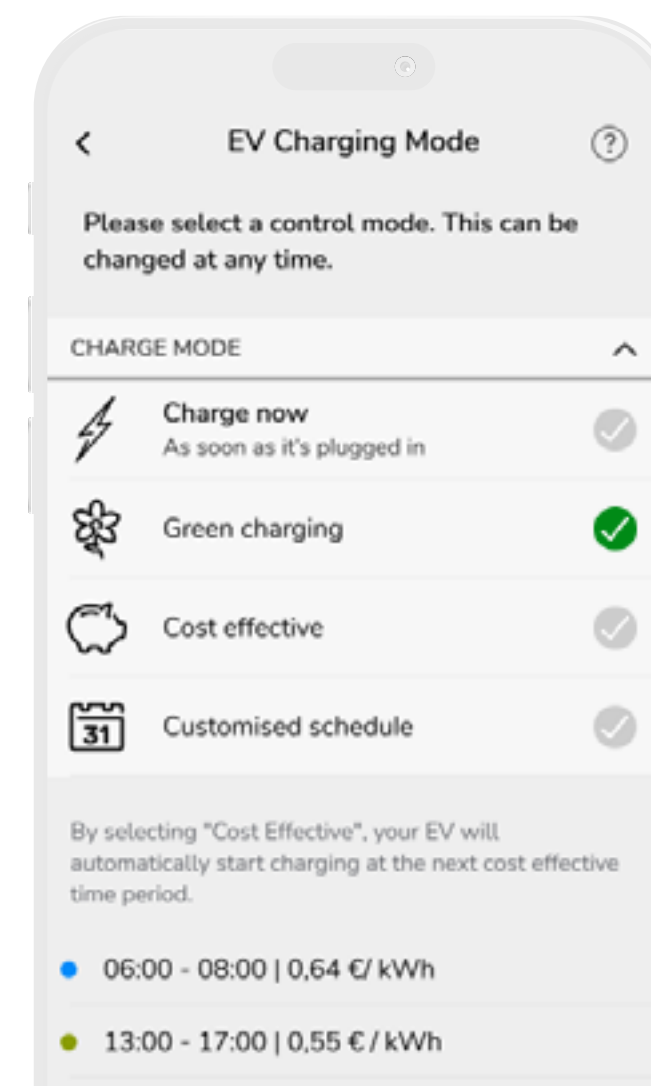 EV Charging Mode
?
Please select a control mode. This can be
changed at any time.
CHARGE MODE
Charge now
As soon as it's plugged in
Green charging
Cost effective
31
Customised schedule
By selecting "Cost Effective", your EV will
automatically start charging at the next cost effective
time period.
06:00 - 08:00 | 0,64 €/ kWh
13:00 - 17:00 | 0,55 € / kWh